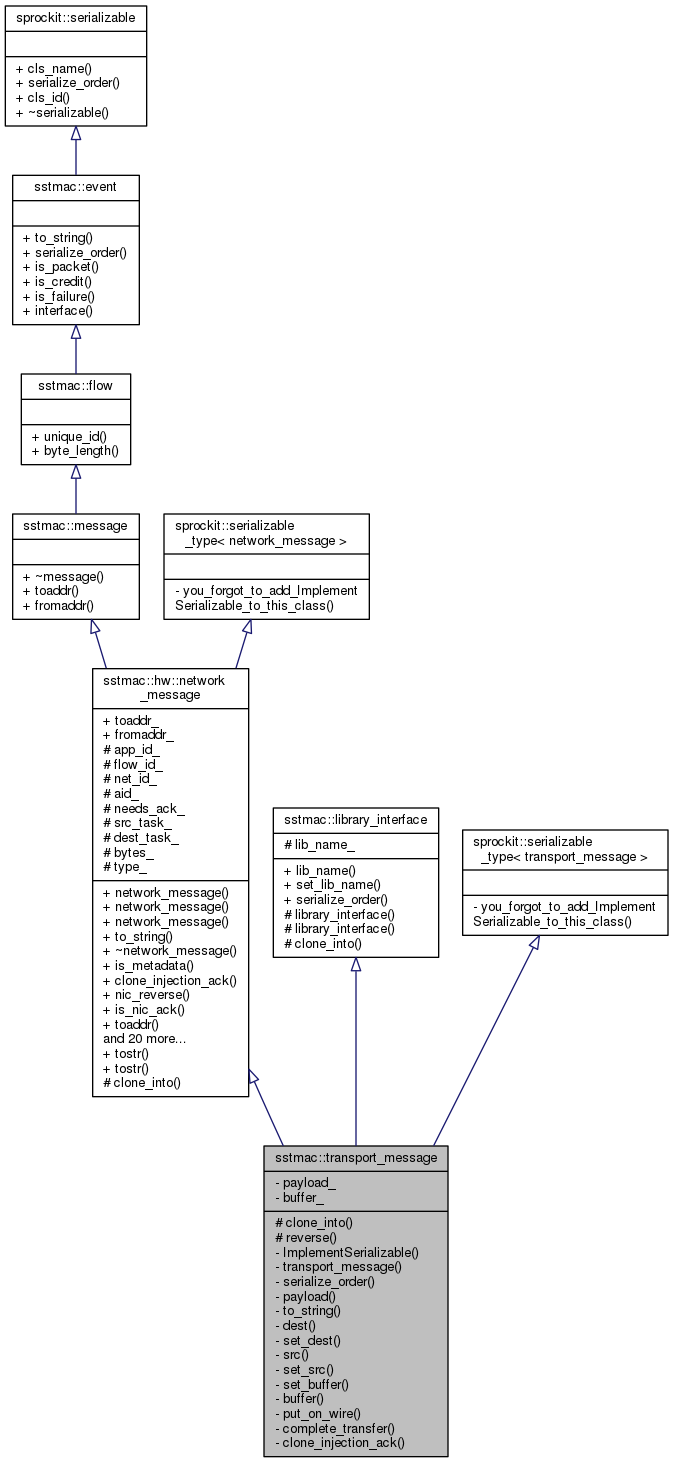 sprockit::serializable
+ cls_name()
+ serialize_order()
+ cls_id()
+ ~serializable()
sstmac::event
+ to_string()
+ serialize_order()
+ is_packet()
+ is_credit()
+ is_failure()
+ interface()
sstmac::flow
+ unique_id()
+ byte_length()
sstmac::message
+ ~message()
+ toaddr()
+ fromaddr()
sprockit::serializable
_type< network_message >
- you_forgot_to_add_Implement
Serializable_to_this_class()
sstmac::hw::network
_message
+ toaddr_
+ fromaddr_
# app_id_
# flow_id_
# net_id_
# aid_
# needs_ack_
# src_task_
# dest_task_
# bytes_
# type_
+ network_message()
+ network_message()
+ network_message()
+ to_string()
+ ~network_message()
+ is_metadata()
+ clone_injection_ack()
+ nic_reverse()
+ is_nic_ack()
+ toaddr()
and 20 more...
+ tostr()
+ tostr()
# clone_into()
sstmac::library_interface
# lib_name_
+ lib_name()
+ set_lib_name()
+ serialize_order()
# library_interface()
# library_interface()
# clone_into()
sprockit::serializable
_type< transport_message >
- you_forgot_to_add_Implement
Serializable_to_this_class()
sstmac::transport_message
- payload_
- buffer_
# clone_into()
# reverse()
- ImplementSerializable()
- transport_message()
- serialize_order()
- payload()
- to_string()
- dest()
- set_dest()
- src()
- set_src()
- set_buffer()
- buffer()
- put_on_wire()
- complete_transfer()
- clone_injection_ack()